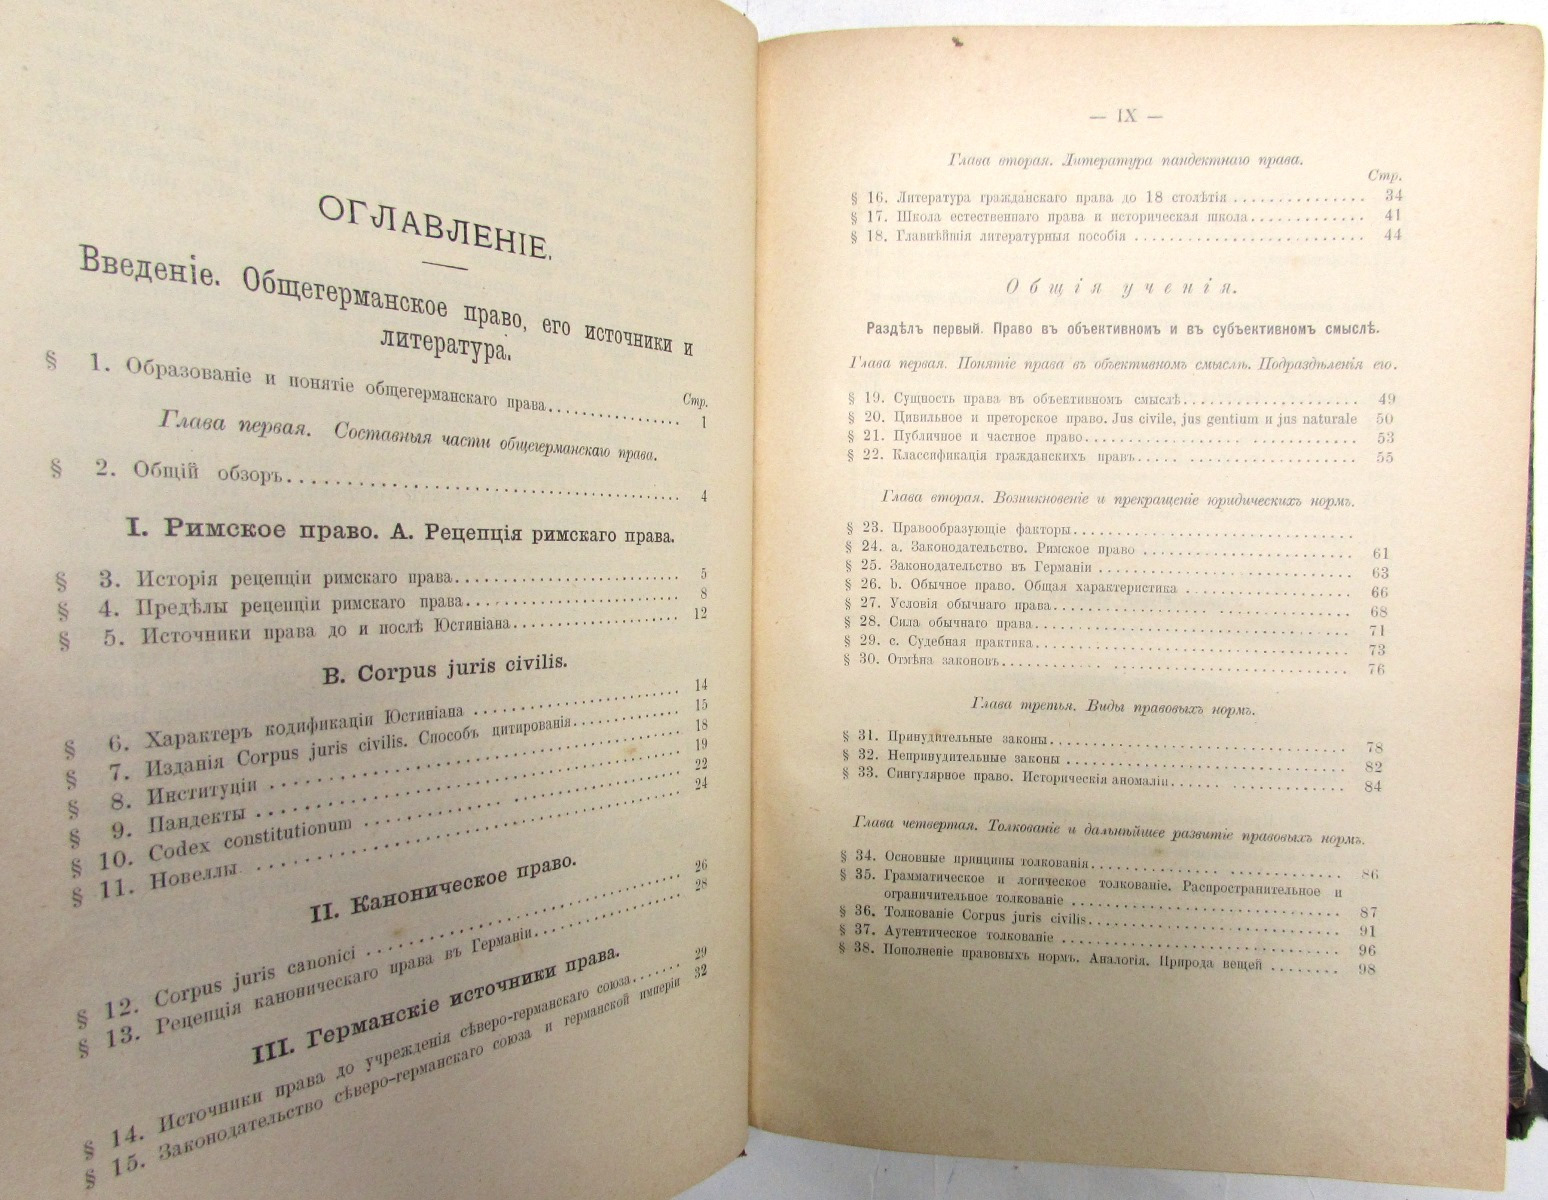 ОГЛАВЛЕНІЕ.
Введеніе. Общегерманское право, его источники и
литература.
Стр.
§ 1. Образованіе и понятіе общегерманскаго права................ 1
Глава первая. Составныя части общегерманскаго права.
§ 2. Общій обзоръ........................................ 4
I. Римское право. А. Рецепція римскаго права.
§ 3. Исторія рецепціи римскаго права........................ 5
§ 4. Предѣлы рецепціи римскаго права....................... 8
§ 5. Источники права до и послѣ Юстиніана.................. 12
B. Corpus juris civilis.
§ 6. Характеръ кодификаціи Юстиніана ..................... 14
§ 7. Изданія Corpus juris civilis. Способъ цитированія............. 15
§ 8. Институціи ........................................ 18
§ 9. Пандекты ........................................ 19
§ 10. Codex constitutionum .............................. 22
§ 11. Новеллы ........................................ 24
II. Каноническое право.
§ 12. Corpus juris canonici .............................. 26
§ 13. Рецепція каноническаго права въ Германіи................ 28
III. Германскіе источники права.
§ 14. Источники права до учрежденія сѣверо-германскаго союза....... 29
§ 15. Законодательство сѣверо-германскаго союза и германской имперіи 32
— IX —
Глава вторая. Литература пандектнаго права.
Стр.
§ 16. Литература гражданскаго права до 18 столѣтія .............. 34
§ 17. Школа естественнаго права и историческая школа............. 41
§ 18. Главнѣйшія литературныя пособія ........................ 44
Общія ученія.
Раздѣлъ первый. Право въ объективномъ и въ субъективномъ смыслѣ.
Глава первая. Понятіе права въ объективномъ смыслѣ. Подраздѣленія его.
§ 19. Сущность права въ объективномъ смыслѣ.................. 49
§ 20. Цивильное и преторское право. Jus civile, jus gentium и jus naturale 50
§ 21. Публичное и частное право............................ 53
§ 22. Классификація гражданскихъ правъ....................... 55
Глава вторая. Возникновеніе и прекращеніе юридическихъ нормъ.
§ 23. Правообразующіе факторы..............................
§ 24. а. Законодательство. Римское право ...................... 61
§ 25. Законодательство въ Германіи ........................... 63
§ 26. b. Обычное право. Общая характеристика .................. 66
§ 27. Условія обычнаго права................................ 68
§ 28. Сила обычнаго права.................................. 71
§ 29. с. Судебная практика.................................. 73
§ 30. Отмѣна законовъ..................................... 76
Глава третья. Виды правовыхъ нормъ.
§ 31. Принудительные законы................................ 78
§ 32. Непринудительные законы .............................. 82
§ 33. Сингулярное право. Историческія аномаліи.................. 84
Глава четвертая. Толкованіе и дальнѣйшее развитіе правовыхъ нормъ.
§ 34. Основные принципы толкованія........................... 86
§ 35. Грамматическое и логическое толкованіе. Распространительное и
ограничительное толкованіе ............................. 87
§ 36. Толкованіе Corpus juris civilis........................... 91
§ 37. Аутентическое толкованіе .............................. 96
§ 38. Пополненіе правовыхъ нормъ. Аналогія. Природа вещей ........ 98